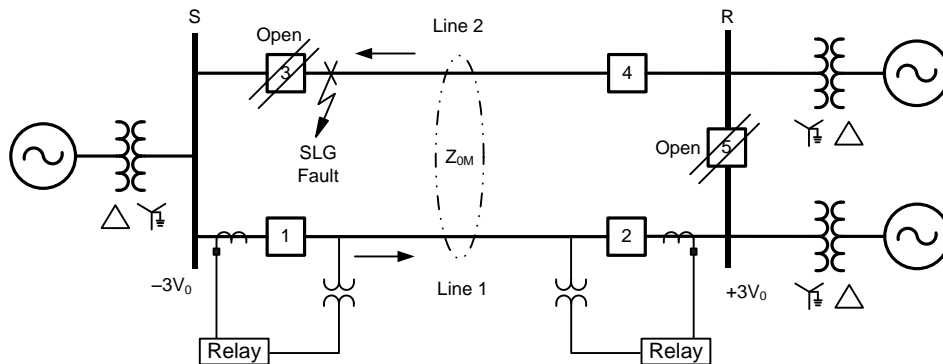 S
Open
3
Line 2
4
R
SLG
Fault
Z0M
Open
5
1
2
–3V0
Line 1
+3V0
Relay
Relay